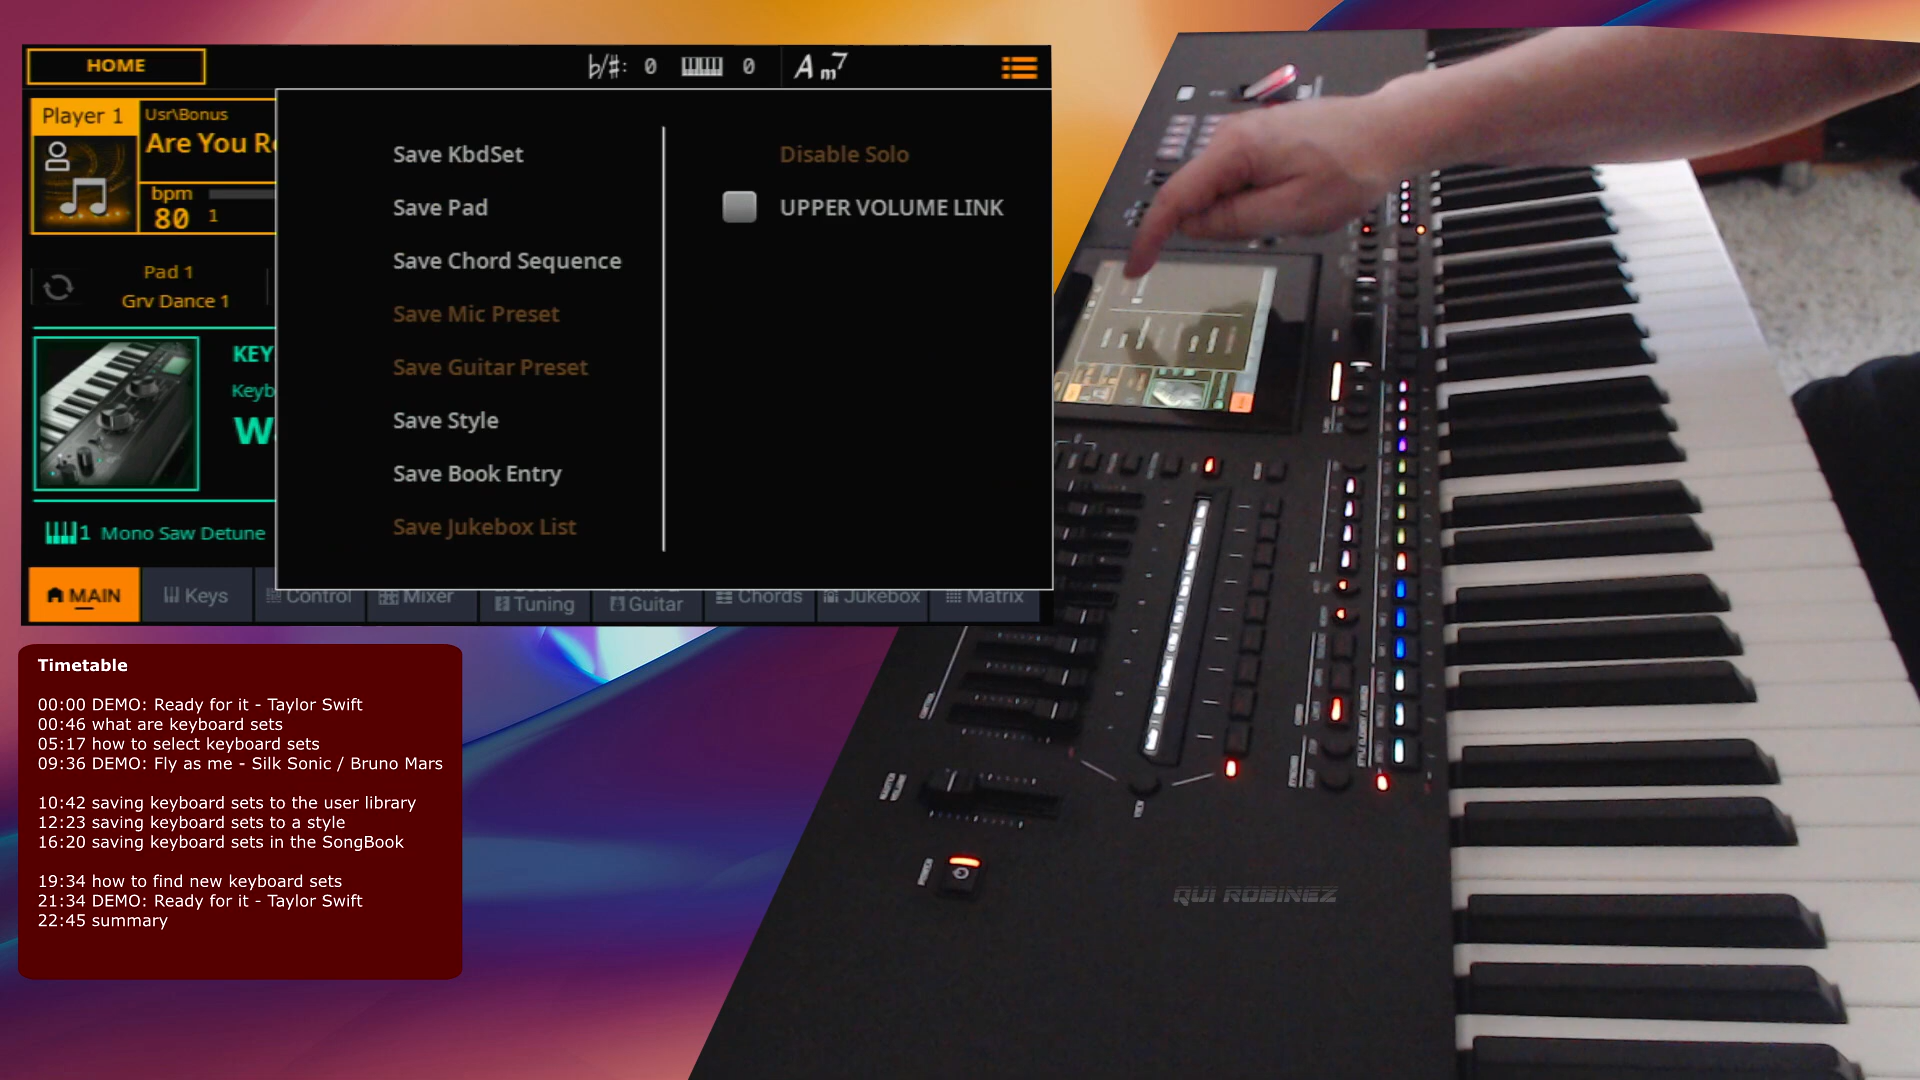 HOME
♭/♯: 0 0 Am7
Player 1
Usr\Bonus
Are You Re
bpm
80 1
Pad 1
Grv Dance 1
KEY
Keyb
W
1 Mono Saw Detune
Save KbdSet
Save Pad
Save Chord Sequence
Save Mic Preset
Save Guitar Preset
Save Style
Save Book Entry
Save Jukebox List
Disable Solo
UPPER VOLUME LINK
MAIN
Keys
Control
Mixer
Tuning
Guitar
Chords
Jukebox
Matrix
Timetable
00:00 DEMO: Ready for it - Taylor Swift
00:46 what are keyboard sets
05:17 how to select keyboard sets
09:36 DEMO: Fly as me - Silk Sonic / Bruno Mars
10:42 saving keyboard sets to the user library
12:23 saving keyboard sets to a style
16:20 saving keyboard sets in the SongBook
19:34 how to find new keyboard sets
21:34 DEMO: Ready for it - Taylor Swift
22:45 summary
QUI ROBINEZ